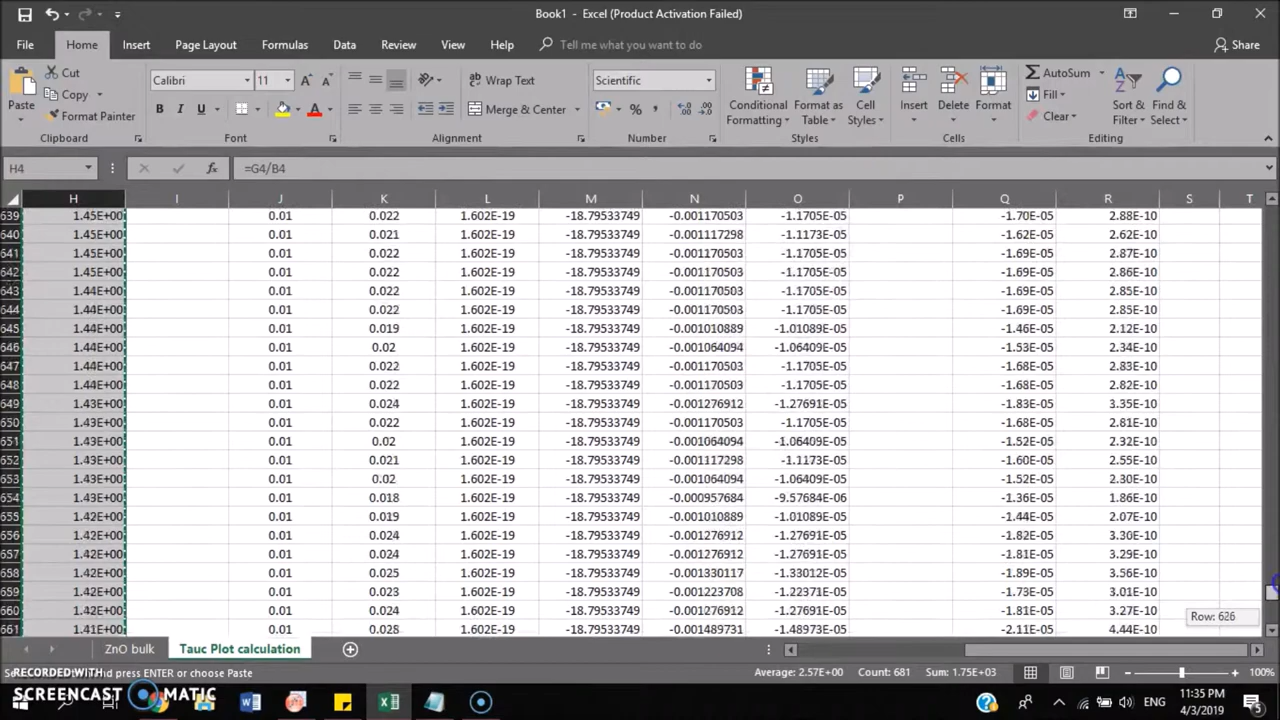 Book1 - Excel (Product Activation Failed)
File Home Insert Page Layout Formulas Data Review View Help Tell me what you want to do Share
Paste Cut Copy Format Painter Clipboard
Calibri 11 B I U A Font
Wrap Text Merge & Center Alignment
Scientific % , Number
Conditional Formatting Format as Table Cell Styles Styles
Insert Delete Format Cells
AutoSum Fill Clear Sort & Filter Find & Select Editing
H4 fx =G4/B4
H I J K L M N O P Q R S T
639 1.45E+00 0.01 0.022 1.602E-19 -18.79533749 -0.001170503 -1.1705E-05 -1.70E-05 2.88E-10
640 1.45E+00 0.01 0.021 1.602E-19 -18.79533749 -0.001117298 -1.1173E-05 -1.62E-05 2.62E-10
641 1.45E+00 0.01 0.022 1.602E-19 -18.79533749 -0.001170503 -1.1705E-05 -1.69E-05 2.87E-10
642 1.45E+00 0.01 0.022 1.602E-19 -18.79533749 -0.001170503 -1.1705E-05 -1.69E-05 2.86E-10
643 1.44E+00 0.01 0.022 1.602E-19 -18.79533749 -0.001170503 -1.1705E-05 -1.69E-05 2.85E-10
644 1.44E+00 0.01 0.022 1.602E-19 -18.79533749 -0.001170503 -1.1705E-05 -1.69E-05 2.85E-10
645 1.44E+00 0.01 0.019 1.602E-19 -18.79533749 -0.001010889 -1.01089E-05 -1.46E-05 2.12E-10
646 1.44E+00 0.01 0.02 1.602E-19 -18.79533749 -0.001064094 -1.06409E-05 -1.53E-05 2.34E-10
647 1.44E+00 0.01 0.022 1.602E-19 -18.79533749 -0.001170503 -1.1705E-05 -1.68E-05 2.83E-10
648 1.44E+00 0.01 0.022 1.602E-19 -18.79533749 -0.001170503 -1.1705E-05 -1.68E-05 2.82E-10
649 1.43E+00 0.01 0.024 1.602E-19 -18.79533749 -0.001276912 -1.27691E-05 -1.83E-05 3.35E-10
650 1.43E+00 0.01 0.022 1.602E-19 -18.79533749 -0.001170503 -1.1705E-05 -1.68E-05 2.81E-10
651 1.43E+00 0.01 0.02 1.602E-19 -18.79533749 -0.001064094 -1.06409E-05 -1.52E-05 2.32E-10
652 1.43E+00 0.01 0.021 1.602E-19 -18.79533749 -0.001117298 -1.1173E-05 -1.60E-05 2.55E-10
653 1.43E+00 0.01 0.02 1.602E-19 -18.79533749 -0.001064094 -1.06409E-05 -1.52E-05 2.30E-10
654 1.43E+00 0.01 0.018 1.602E-19 -18.79533749 -0.000957684 -9.57684E-06 -1.36E-05 1.86E-10
655 1.42E+00 0.01 0.019 1.602E-19 -18.79533749 -0.001010889 -1.01089E-05 -1.44E-05 2.07E-10
656 1.42E+00 0.01 0.024 1.602E-19 -18.79533749 -0.001276912 -1.27691E-05 -1.82E-05 3.30E-10
657 1.42E+00 0.01 0.024 1.602E-19 -18.79533749 -0.001276912 -1.27691E-05 -1.81E-05 3.29E-10
658 1.42E+00 0.01 0.025 1.602E-19 -18.79533749 -0.001330117 -1.33012E-05 -1.89E-05 3.56E-10
659 1.42E+00 0.01 0.023 1.602E-19 -18.79533749 -0.001223708 -1.22371E-05 -1.73E-05 3.01E-10
660 1.42E+00 0.01 0.024 1.602E-19 -18.79533749 -0.001276912 -1.27691E-05 -1.81E-05 3.27E-10
661 1.41E+00 0.01 0.028 1.602E-19 -18.79533749 -0.001489731 -1.48973E-05 -2.11E-05 4.44E-10
Row: 626
ZnO bulk Tauc Plot calculation
and press ENTER or choose Paste Average: 2.57E+00 Count: 681 Sum: 1.75E+03 100%
RECORDED WITH
SCREENCAST MATIC
ENG 11:35 PM
4/3/2019 5